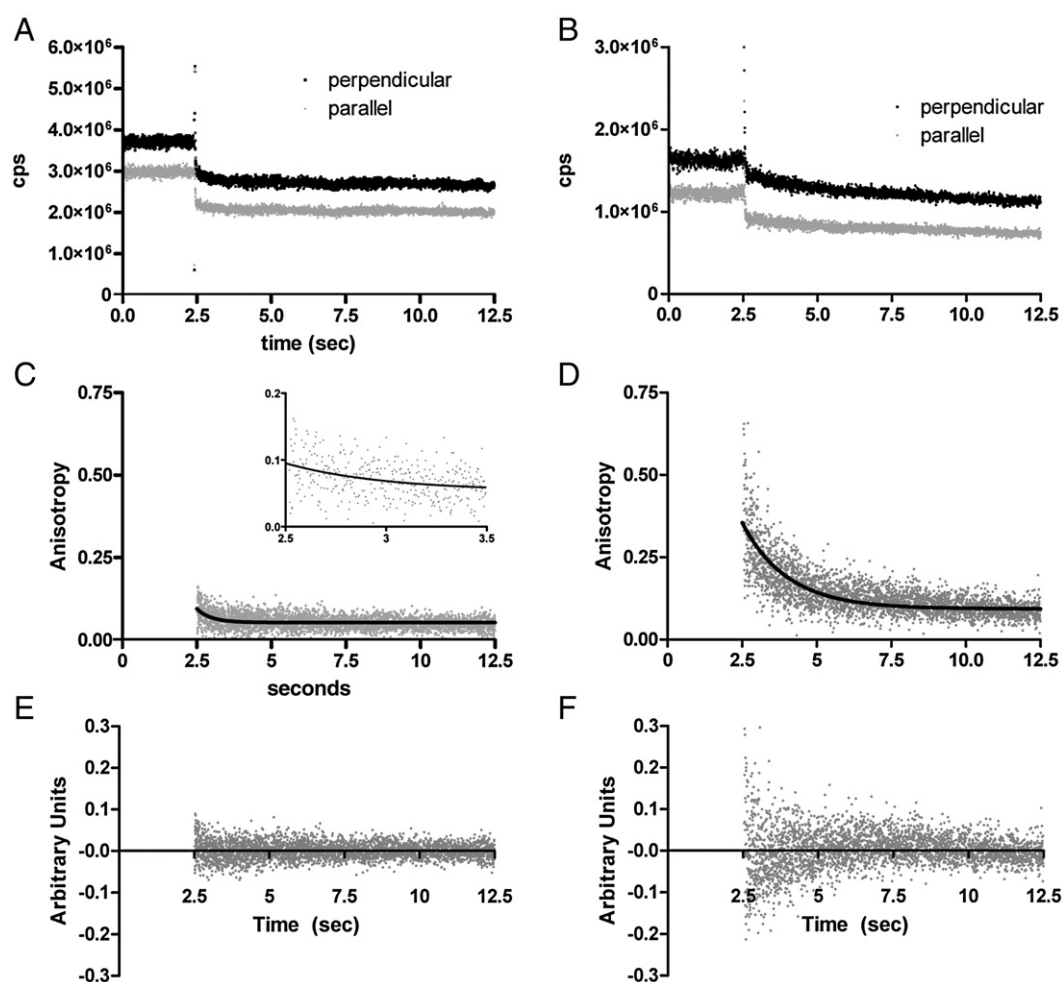 A
6.0×10⁶
5.0×10⁶
4.0×10⁶
3.0×10⁶
2.0×10⁶
1.0×10⁶
0
cps
perpendicular
parallel
0.0 2.5 5.0 7.5 10.0 12.5
time (sec)
B
3.0×10⁶
2.0×10⁶
1.0×10⁶
0
cps
perpendicular
parallel
0.0 2.5 5.0 7.5 10.0 12.5
C
0.75
0.50
0.25
0.00
Anisotropy
0.2
0.1
0.0
2.5 3 3.5
0 2.5 5.0 7.5 10 12.5
seconds
D
0.75
0.50
0.25
0.00
Anisotropy
0 2.5 5 7.5 10.0 12.5
E
0.3
0.2
0.1
-0.0
-0.1
-0.2
-0.3
Arbitrary Units
2.5 5 7.5 10 12.5
Time (sec)
F
0.3
0.2
0.1
-0.0
-0.1
-0.2
-0.3
Arbitrary Units
2.5 5 7.5 10 12.5
Time (sec)